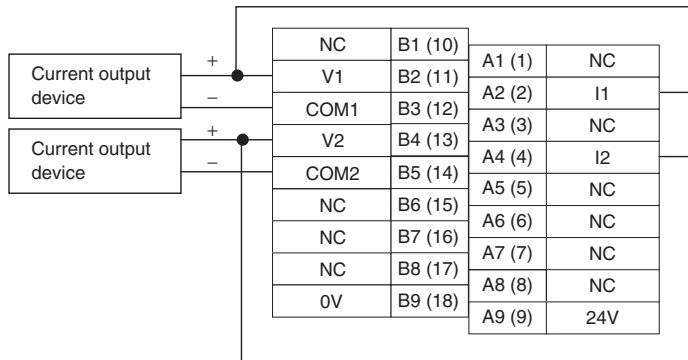 Current output
device
+
−
Current output
device
+
−
NC B1 (10)
V1 B2 (11)
COM1 B3 (12)
V2 B4 (13)
COM2 B5 (14)
NC B6 (15)
NC B7 (16)
NC B8 (17)
0V B9 (18)
A1 (1) NC
A2 (2) I1
A3 (3) NC
A4 (4) I2
A5 (5) NC
A6 (6) NC
A7 (7) NC
A8 (8) NC
A9 (9) 24V